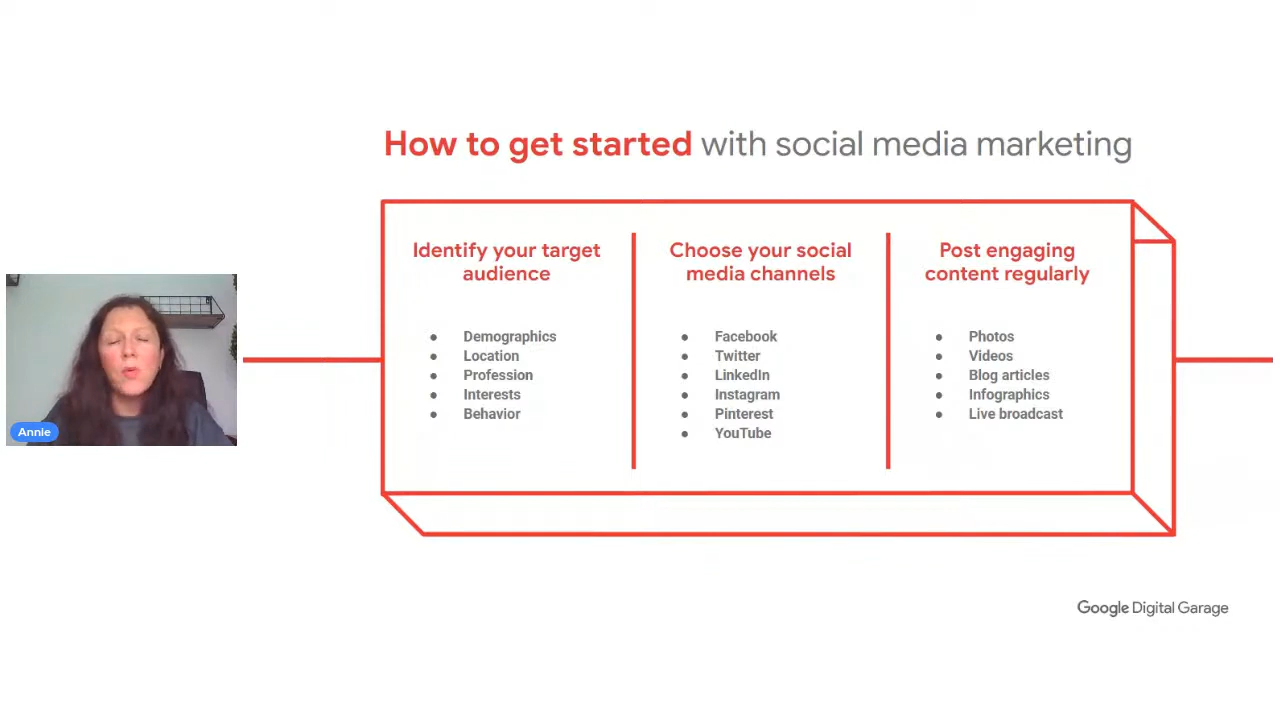 How to get started with social media marketing
Identify your target
audience
Demographics
Location
Profession
Interests
Behavior
Choose your social
media channels
Facebook
Twitter
LinkedIn
Instagram
Pinterest
YouTube
Post engaging
content regularly
Photos
Videos
Blog articles
Infographics
Live broadcast
Annie
Google Digital Garage